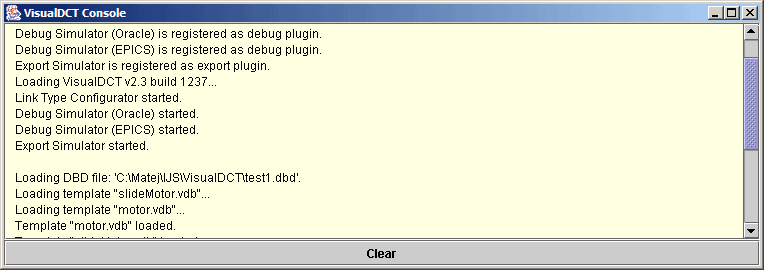 VisualDCT Console
Debug Simulator (Oracle) is registered as debug plugin.
Debug Simulator (EPICS) is registered as debug plugin.
Export Simulator is registered as export plugin.
Loading VisualDCT v2.3 build 1237...
Link Type Configurator started.
Debug Simulator (Oracle) started.
Debug Simulator (EPICS) started.
Export Simulator started.
Loading DBD file: 'C:\Matej\IJS\VisualDCT\test1.dbd'.
Loading template "slideMotor.vdb"...
Loading template "motor.vdb"...
Template "motor.vdb" loaded.
Clear